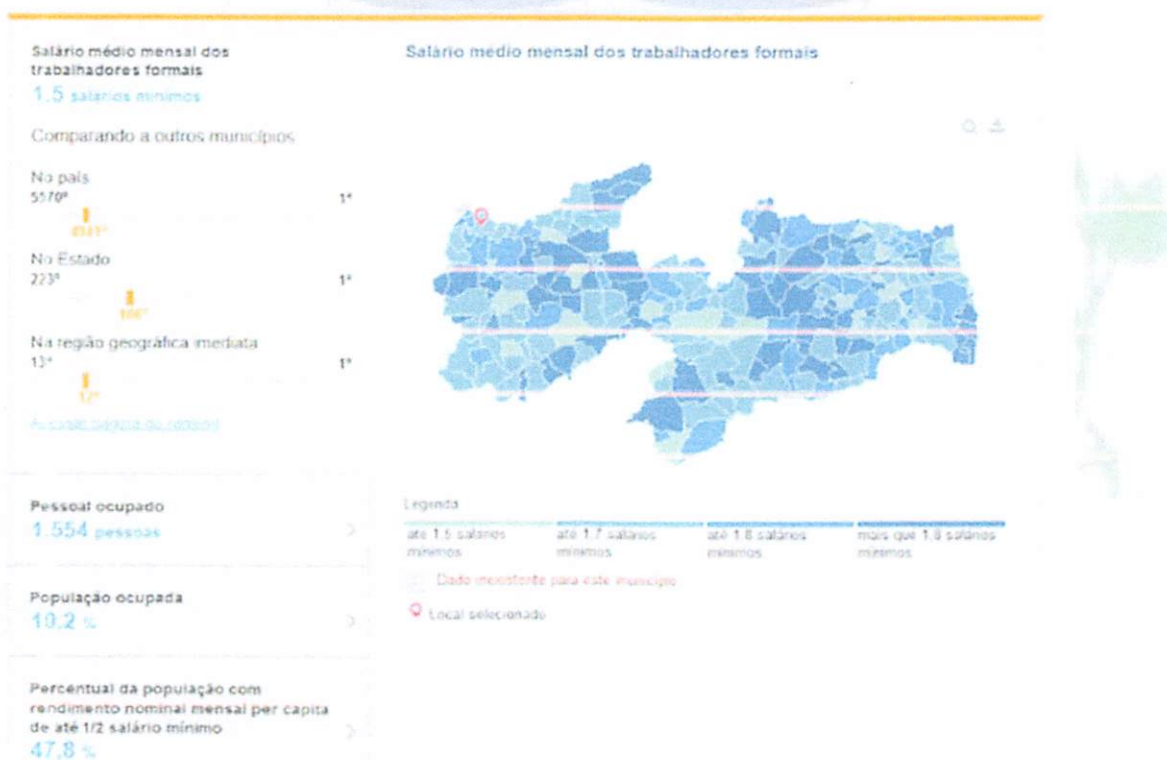 Salário médio mensal dos
trabalhadores formais
1,5 salários mínimos
Comparando a outros municípios
No país
5570º
1º
No Estado
223º
1º
186º
Na região geográfica imediata
13º
1º
12º
Pessoal ocupado
1.554 pessoas
População ocupada
10,2 %
Percentual da população com
rendimento nominal mensal per capita
de até 1/2 salário mínimo
47,8 %
Salário médio mensal dos trabalhadores formais
Legenda
até 1,5 salários
mínimos
até 1,7 salários
mínimos
até 1,8 salários
mínimos
mais que 1,8 salários
mínimos
Dado inexistente para este município
Local selecionado